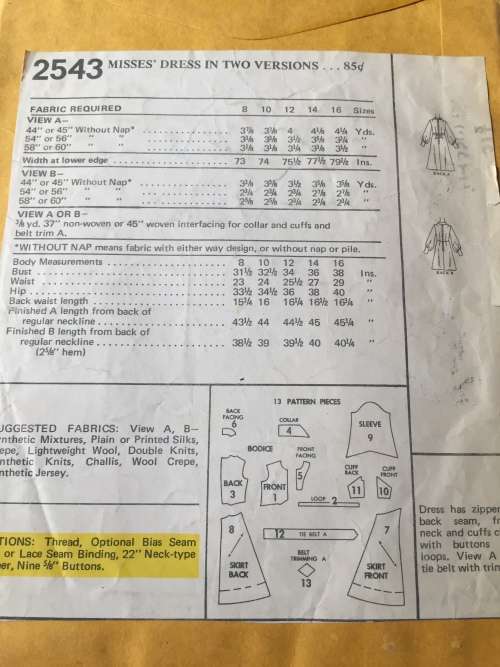 2543 MISSES' DRESS IN TWO VERSIONS . . . 85¢
FABRIC REQUIRED 8 10 12 14 16 Sizes
VIEW A—
44" or 45" Without Nap* 3⅞ 3⅞ 4 4⅛ 4¼ Yds.
54" or 56" " " 3⅜ 3⅜ 3½ 3⅝ 3¾ "
58" or 60" " " 3⅛ 3⅛ 3¼ 3⅜ 3½ "
Width at lower edge 73 74 75½ 77½ 79½ Ins.
VIEW B—
44" or 45" Without Nap* 3⅜ 3½ 3⅝ Yds.
54" or 56" " " 2¾ 2¾ 2¾ 2⅞ "
58" or 60" " " 2⅝ 2⅝ 2¾ 2¾ 2¾ "
VIEW A OR B—
⅞ yd. 37" non-woven or 45" woven interfacing for collar and cuffs and
belt trim A.
*WITHOUT NAP means fabric with either way design, or without nap or pile.
Body Measurements 8 10 12 14 16
Bust 31½ 32½ 34 36 38 Ins.
Waist 23 24 25½ 27 29 "
Hip 33½ 34½ 36 38 40 "
Back waist length 15¾ 16 16¼ 16½ 16¾ "
Finished A length from back of
regular neckline 43½ 44 44½ 45 45¼ "
Finished B length from back of
regular neckline 38½ 39 39½ 40 40¼ "
(2⅝" hem)
BACK A
BACK B
13 PATTERN PIECES
BACK
FACING
6
COLLAR
4
SLEEVE
9
BODICE
BACK
3
FRONT
1
FRONT
FACING
5
CUFF
BACK
11
CUFF
FRONT
10
LOOP 2
8
SKIRT
BACK
12 TIE BELT A
BELT
TRIMMING A
13
7
SKIRT
FRONT
UGGESTED FABRICS: View A, B—
nthetic Mixtures, Plain or Printed Silks,
epe, Lightweight Wool, Double Knits,
nthetic Knits, Challis, Wool Crepe,
nthetic Jersey.
TIONS: Thread, Optional Bias Seam
or Lace Seam Binding, 22" Neck-type
er, Nine ⅝" Buttons.
Dress has zipper
back seam, fr
neck and cuffs c
with buttons
loops. View A
tie belt with trim